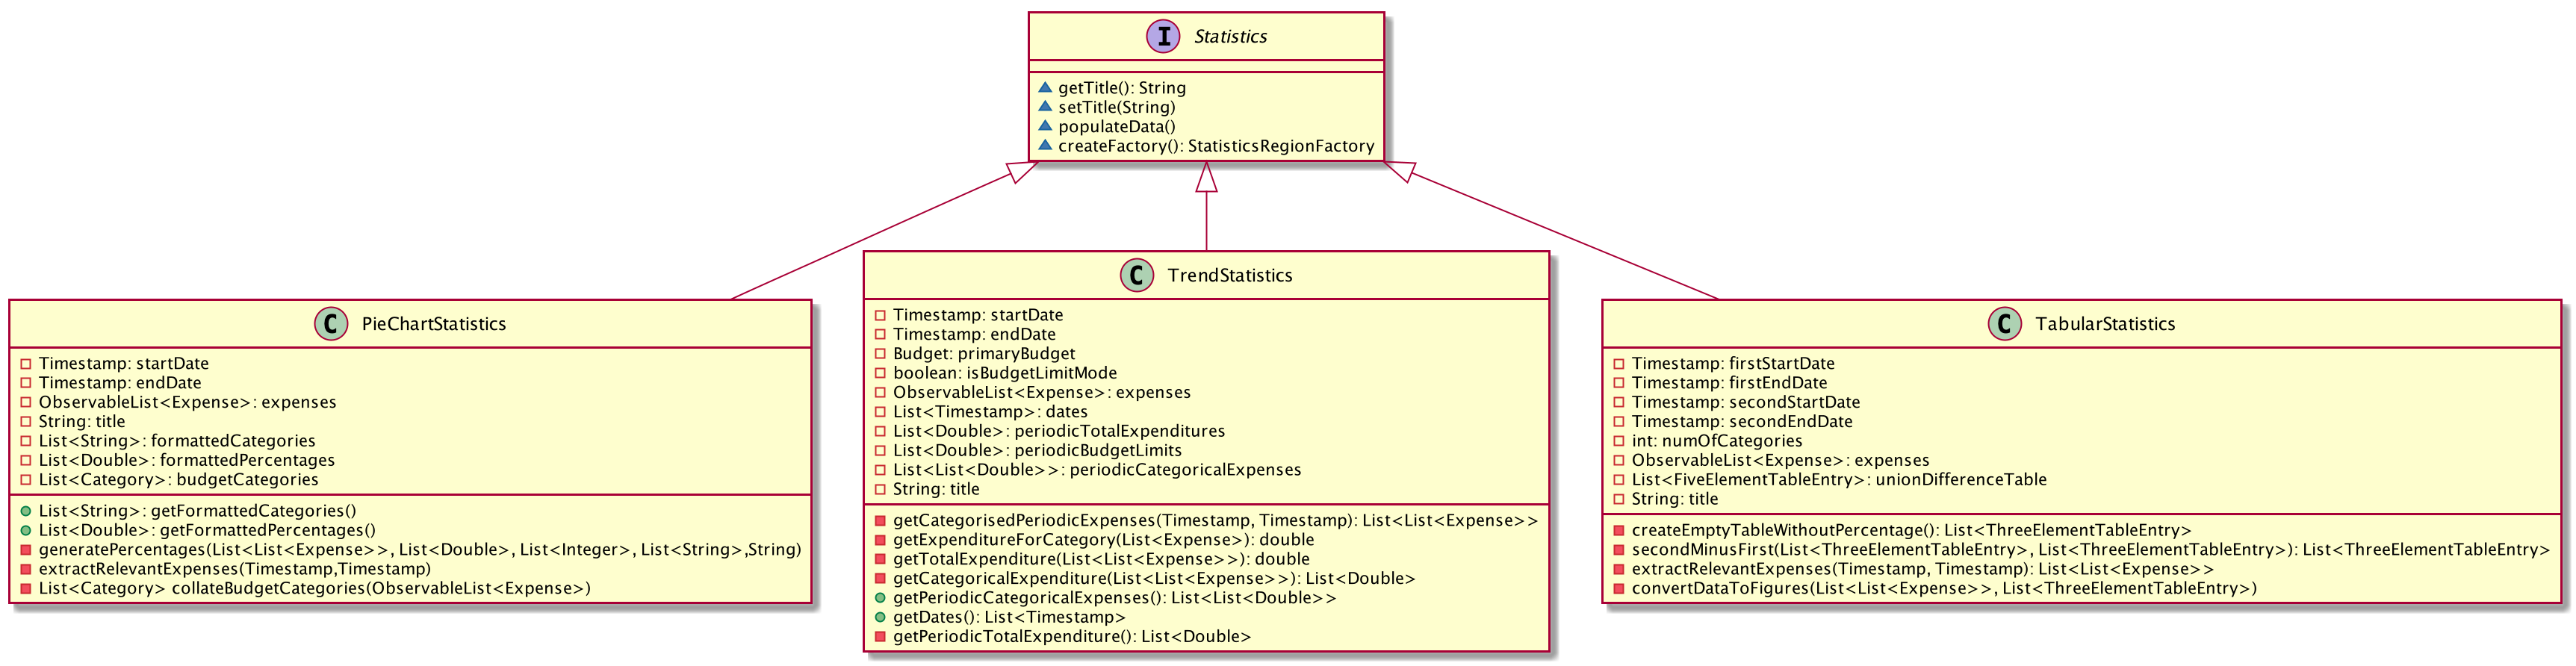 I Statistics
getTitle(): String
setTitle(String)
populateData()
createFactory(): StatisticsRegionFactory
C PieChartStatistics
Timestamp: startDate
Timestamp: endDate
ObservableList<Expense>: expenses
String: title
List<String>: formattedCategories
List<Double>: formattedPercentages
List<Category>: budgetCategories
List<String>: getFormattedCategories()
List<Double>: getFormattedPercentages()
generatePercentages(List<List<Expense>>, List<Double>, List<Integer>, List<String>,String)
extractRelevantExpenses(Timestamp,Timestamp)
List<Category> collateBudgetCategories(ObservableList<Expense>)
C TrendStatistics
Timestamp: startDate
Timestamp: endDate
Budget: primaryBudget
boolean: isBudgetLimitMode
ObservableList<Expense>: expenses
List<Timestamp>: dates
List<Double>: periodicTotalExpenditures
List<Double>: periodicBudgetLimits
List<List<Double>>: periodicCategoricalExpenses
String: title
getCategorisedPeriodicExpenses(Timestamp, Timestamp): List<List<Expense>>
getExpenditureForCategory(List<Expense>): double
getTotalExpenditure(List<List<Expense>>): double
getCategoricalExpenditure(List<List<Expense>>): List<Double>
getPeriodicCategoricalExpenses(): List<List<Double>>
getDates(): List<Timestamp>
getPeriodicTotalExpenditure(): List<Double>
C TabularStatistics
Timestamp: firstStartDate
Timestamp: firstEndDate
Timestamp: secondStartDate
Timestamp: secondEndDate
int: numOfCategories
ObservableList<Expense>: expenses
List<FiveElementTableEntry>: unionDifferenceTable
String: title
createEmptyTableWithoutPercentage(): List<ThreeElementTableEntry>
secondMinusFirst(List<ThreeElementTableEntry>, List<ThreeElementTableEntry>): List<ThreeElementTableEntry>
extractRelevantExpenses(Timestamp, Timestamp): List<List<Expense>>
convertDataToFigures(List<List<Expense>>, List<ThreeElementTableEntry>)